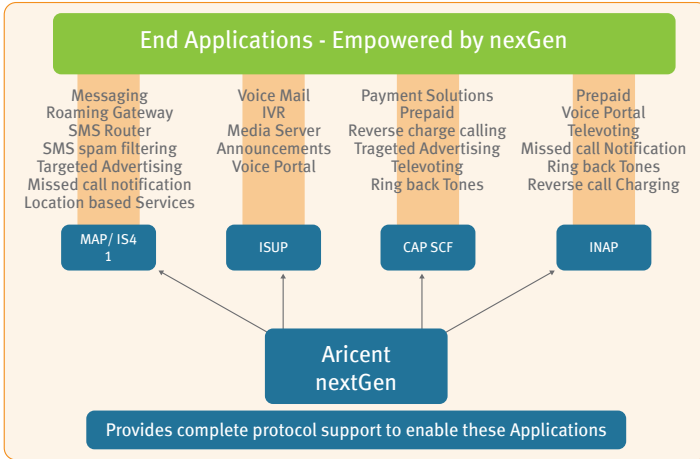 End Applications - Empowered by nexGen
Messaging
Roaming Gateway
SMS Router
SMS spam filtering
Targeted Advertising
Missed call notification
Location based Services
Voice Mail
IVR
Media Server
Announcements
Voice Portal
Payment Solutions
Prepaid
Reverse charge calling
Trageted Advertising
Televoting
Ring back Tones
Prepaid
Voice Portal
Televoting
Missed call Notification
Ring back Tones
Reverse call Charging
MAP/ IS4
1
ISUP
CAP SCF
INAP
Aricent
nextGen
Provides complete protocol support to enable these Applications